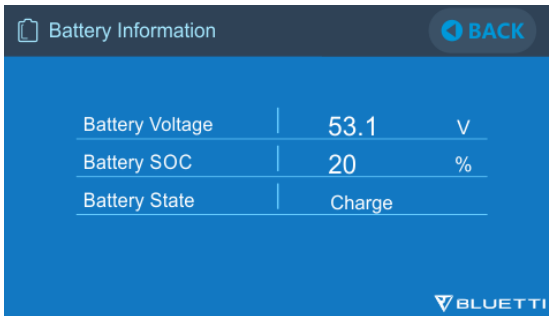 Battery Information
BACK
Battery Voltage 53.1 V
Battery SOC 20 %
Battery State Charge
BLUETTI